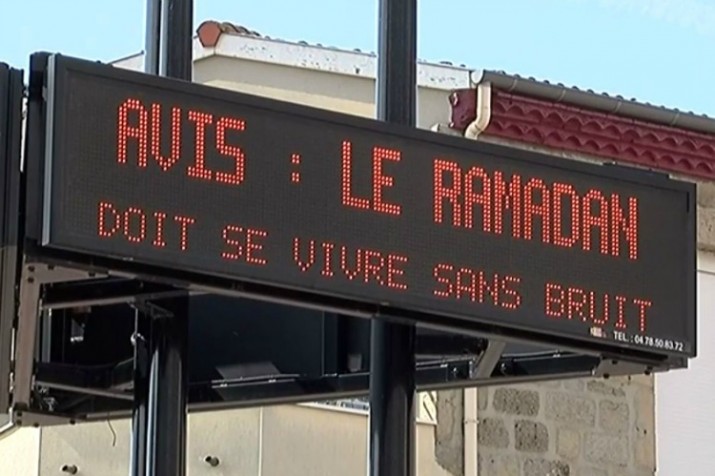 AVIS : LE RAMADAN
DOIT SE VIVRE SANS BRUIT
TEL. : 04.78.50.83.72